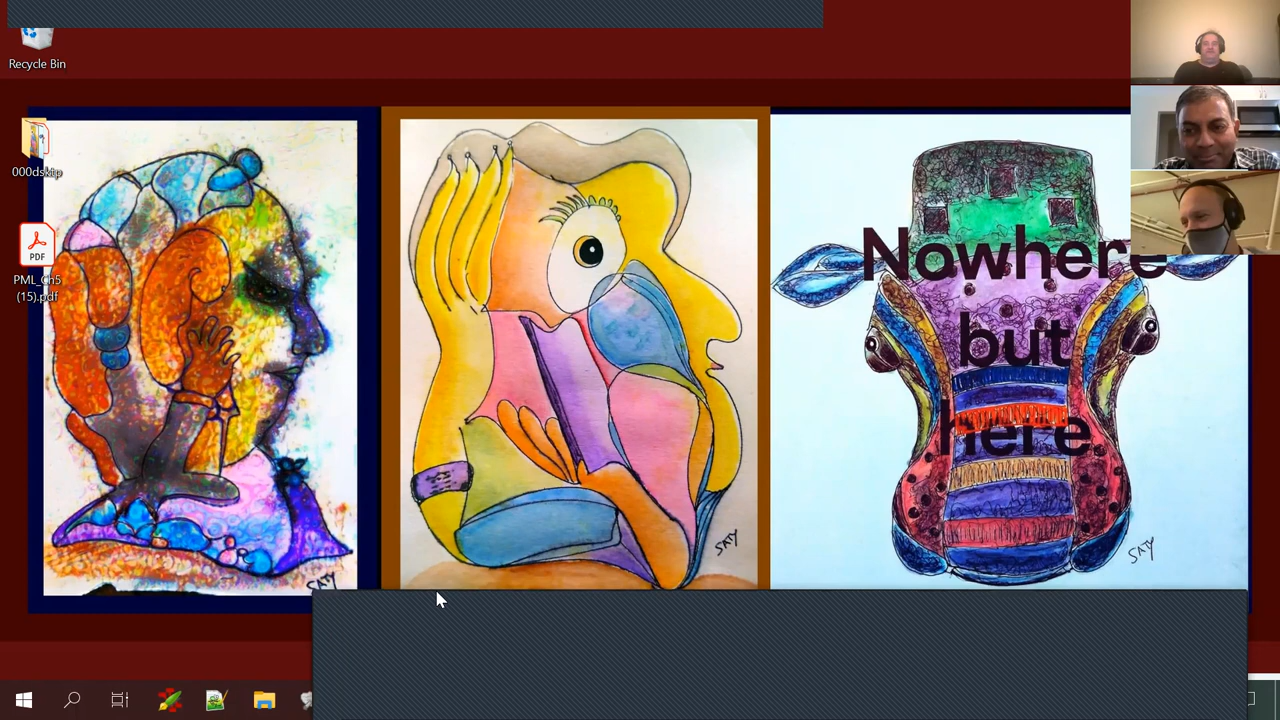 Recycle Bin
000dsktp
PDF
PML_Ch5
(15).pdf
Nowhere
but
here
SATY
SATY
SATY